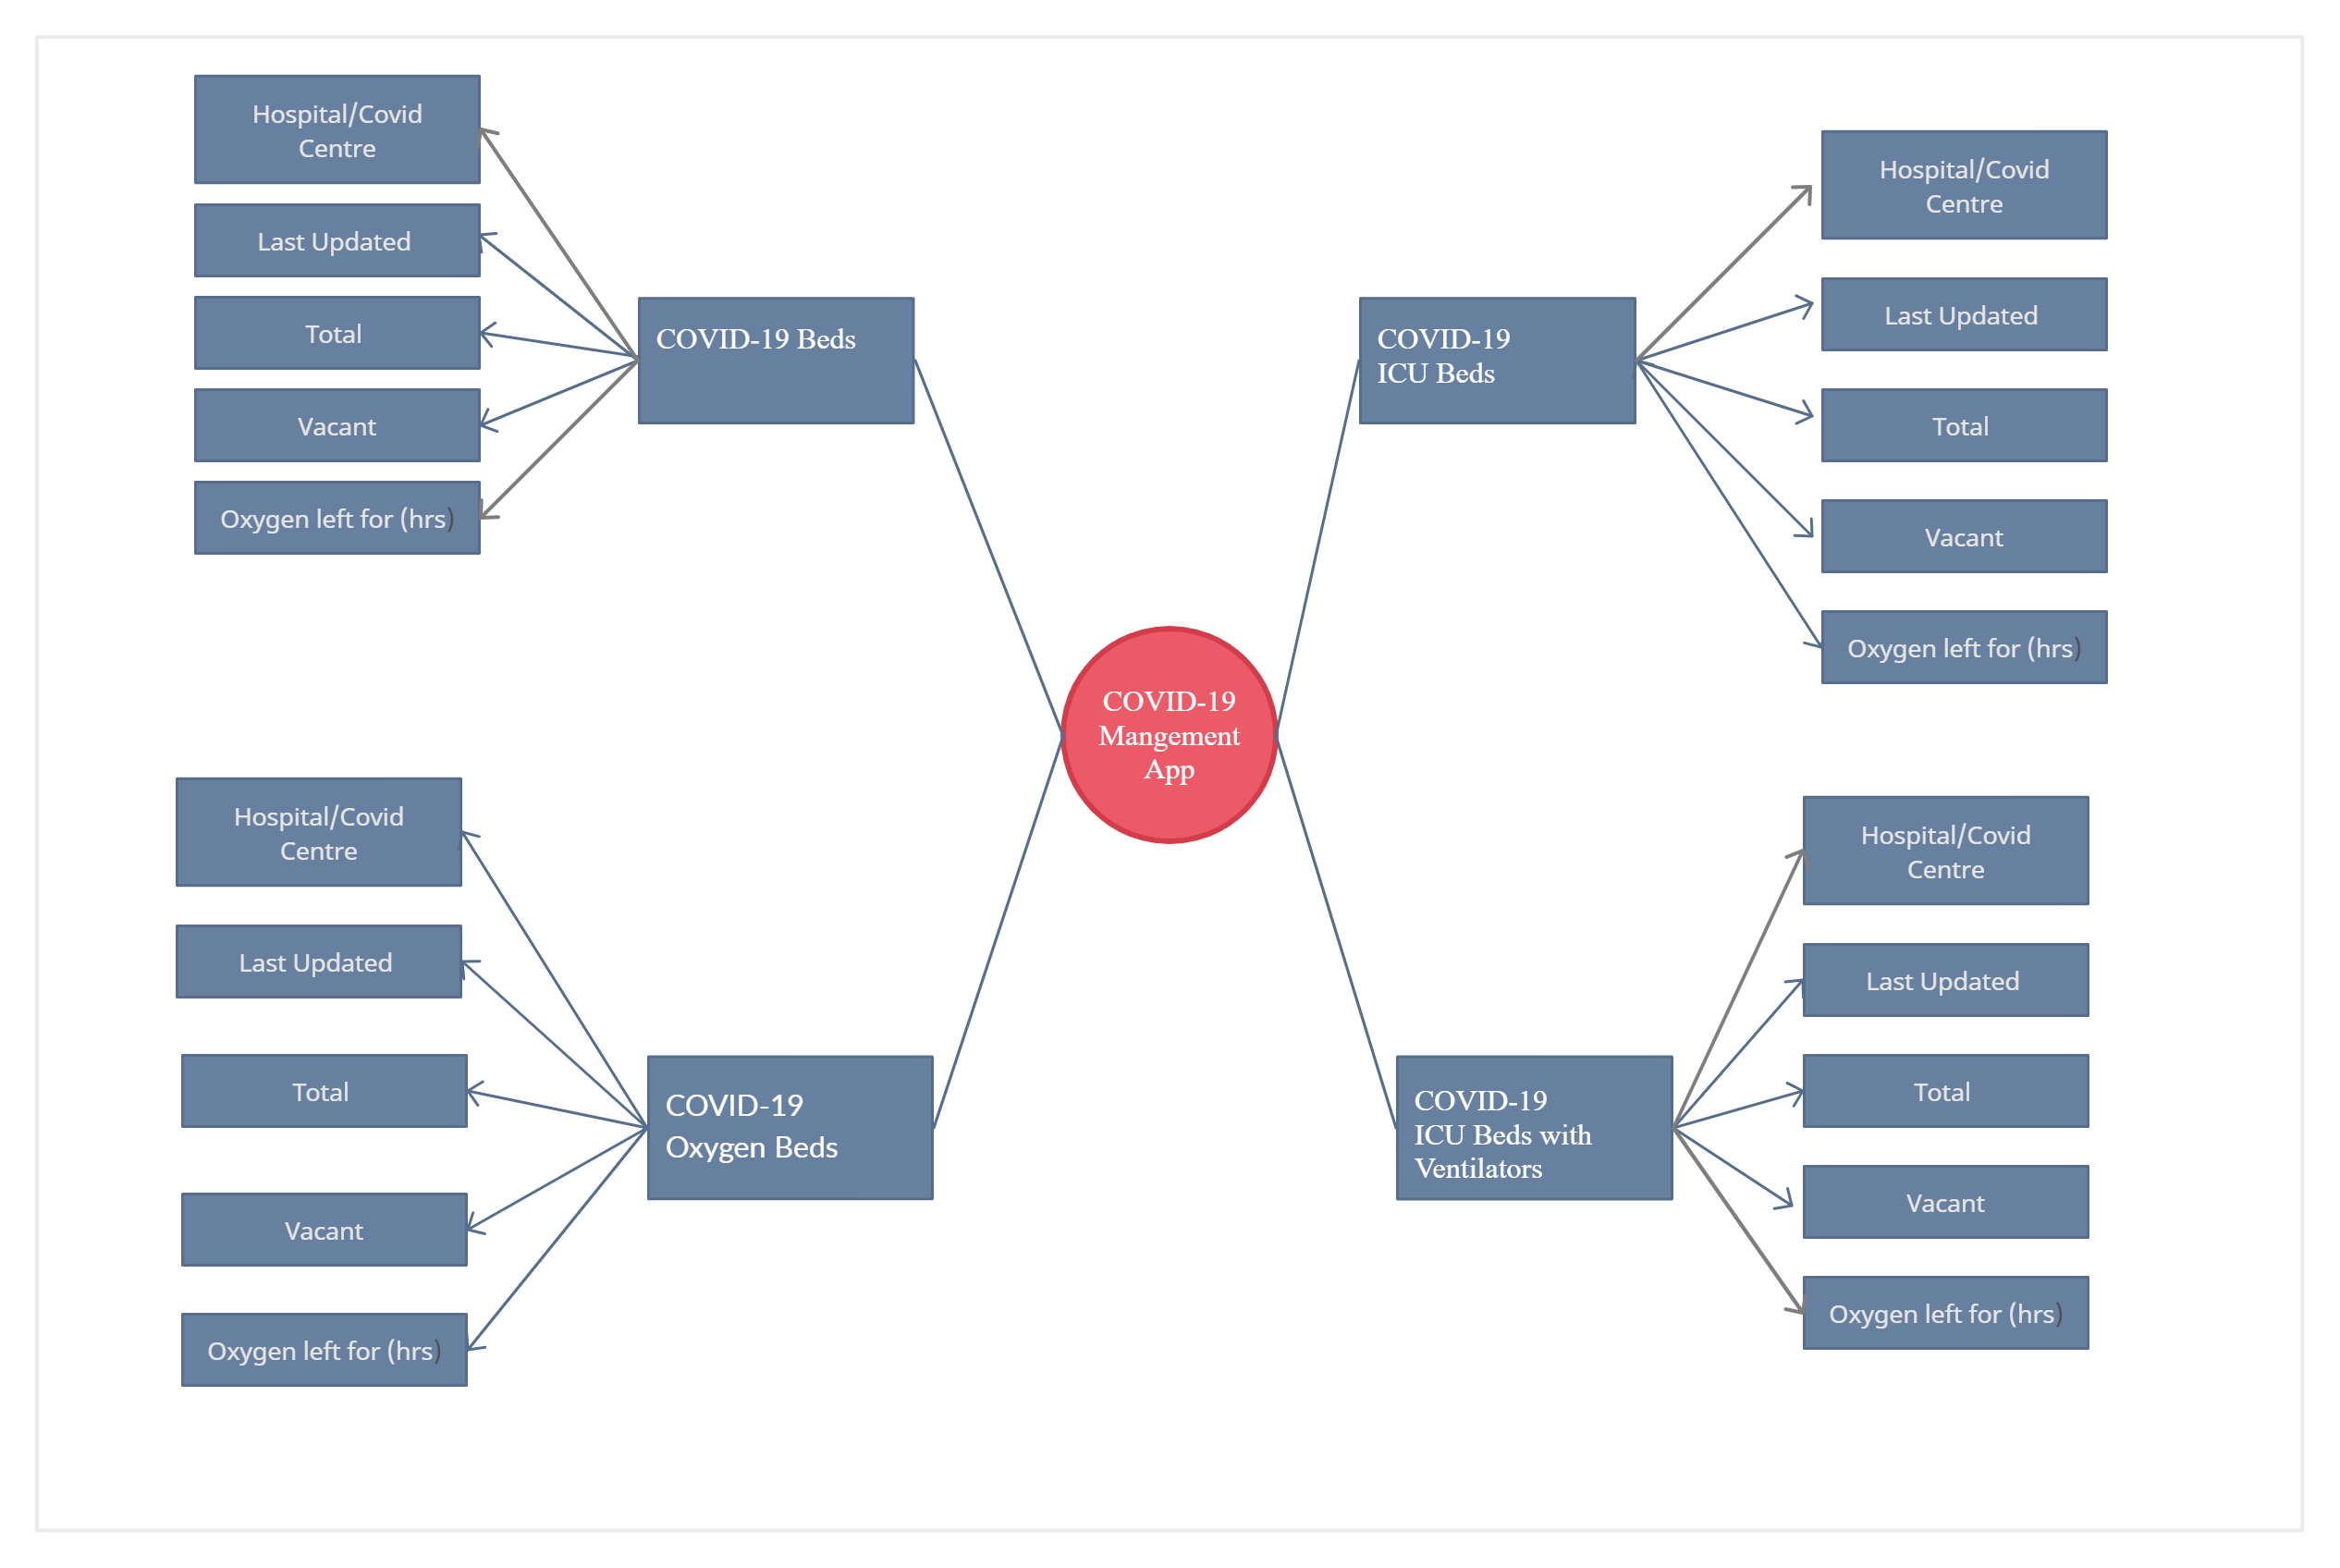 Hospital/Covid
Centre
Last Updated
Total
Vacant
Oxygen left for (hrs)
COVID-19 Beds
COVID-19
ICU Beds
Hospital/Covid
Centre
Last Updated
Total
Vacant
Oxygen left for (hrs)
COVID-19
Mangement
App
Hospital/Covid
Centre
Last Updated
Total
Vacant
Oxygen left for (hrs)
COVID-19
Oxygen Beds
COVID-19
ICU Beds with
Ventilators
Hospital/Covid
Centre
Last Updated
Total
Vacant
Oxygen left for (hrs)